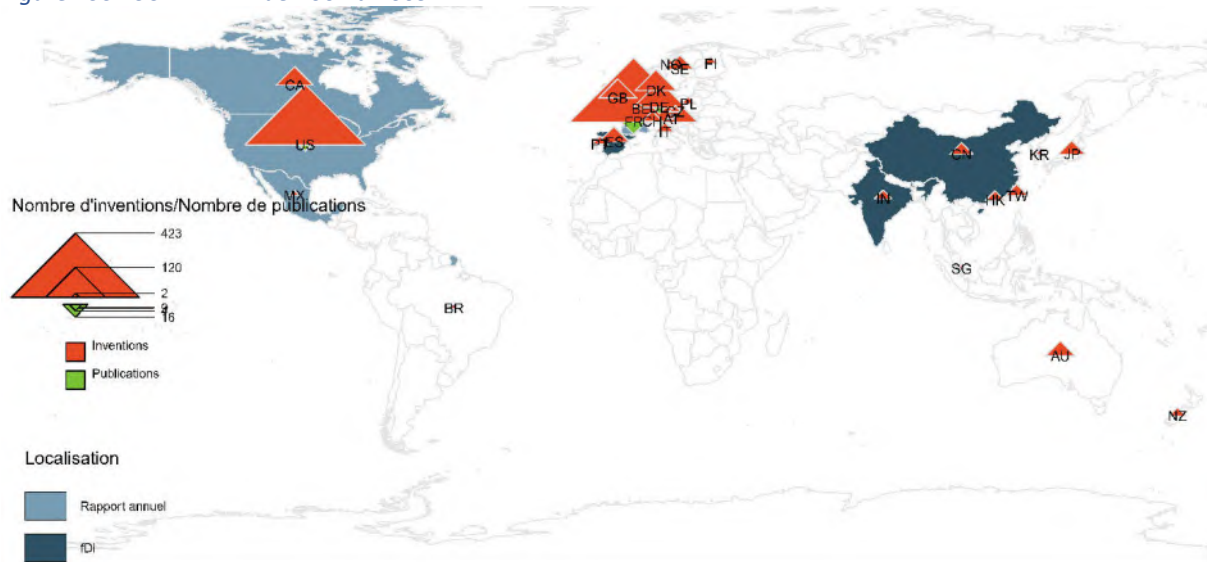 NO
SE
FI
CA
GB
DK
BE
DE
PL
CZ
FR
CH
AT
IT
US
PT
ES
CN
KR
JP
MX
IN
HK
TW
Nombre d'inventions/Nombre de publications
423
120
2
16
SG
BR
Inventions
Publications
AU
NZ
Localisation
Rapport annuel
fDI